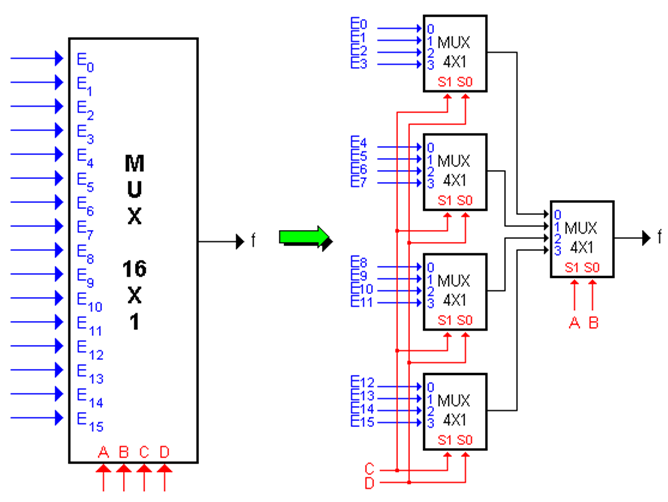 E0
E1
E2
E3
E4
E5
E6
E7
E8
E9
E10
E11
E12
E13
E14
E15
M
U
X
16
X
1
A B C D
f
E0 0
E1 1 MUX
E2 2 4X1
E3 3
S1 S0
E4 0
E5 1 MUX
E6 2 4X1
E7 3
S1 S0
E8 0
E9 1 MUX
E10 2 4X1
E11 3
S1 S0
E12 0
E13 1 MUX
E14 2 4X1
E15 3
S1 S0
C
D
0
1 MUX
2 4X1
3
S1 S0
A B
f